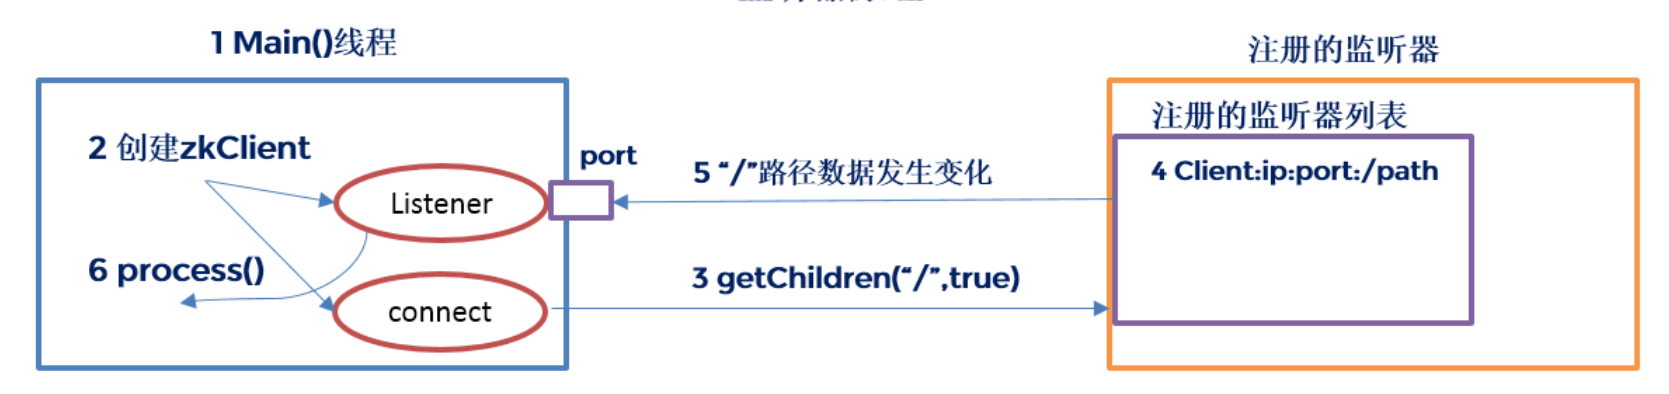 1 Main()线程
注册的监听器
注册的监听器列表
2 创建zkClient
port
5 “/”路径数据发生变化
4 Client:ip:port:/path
Listener
6 process()
3 getChildren(“/”,true)
connect